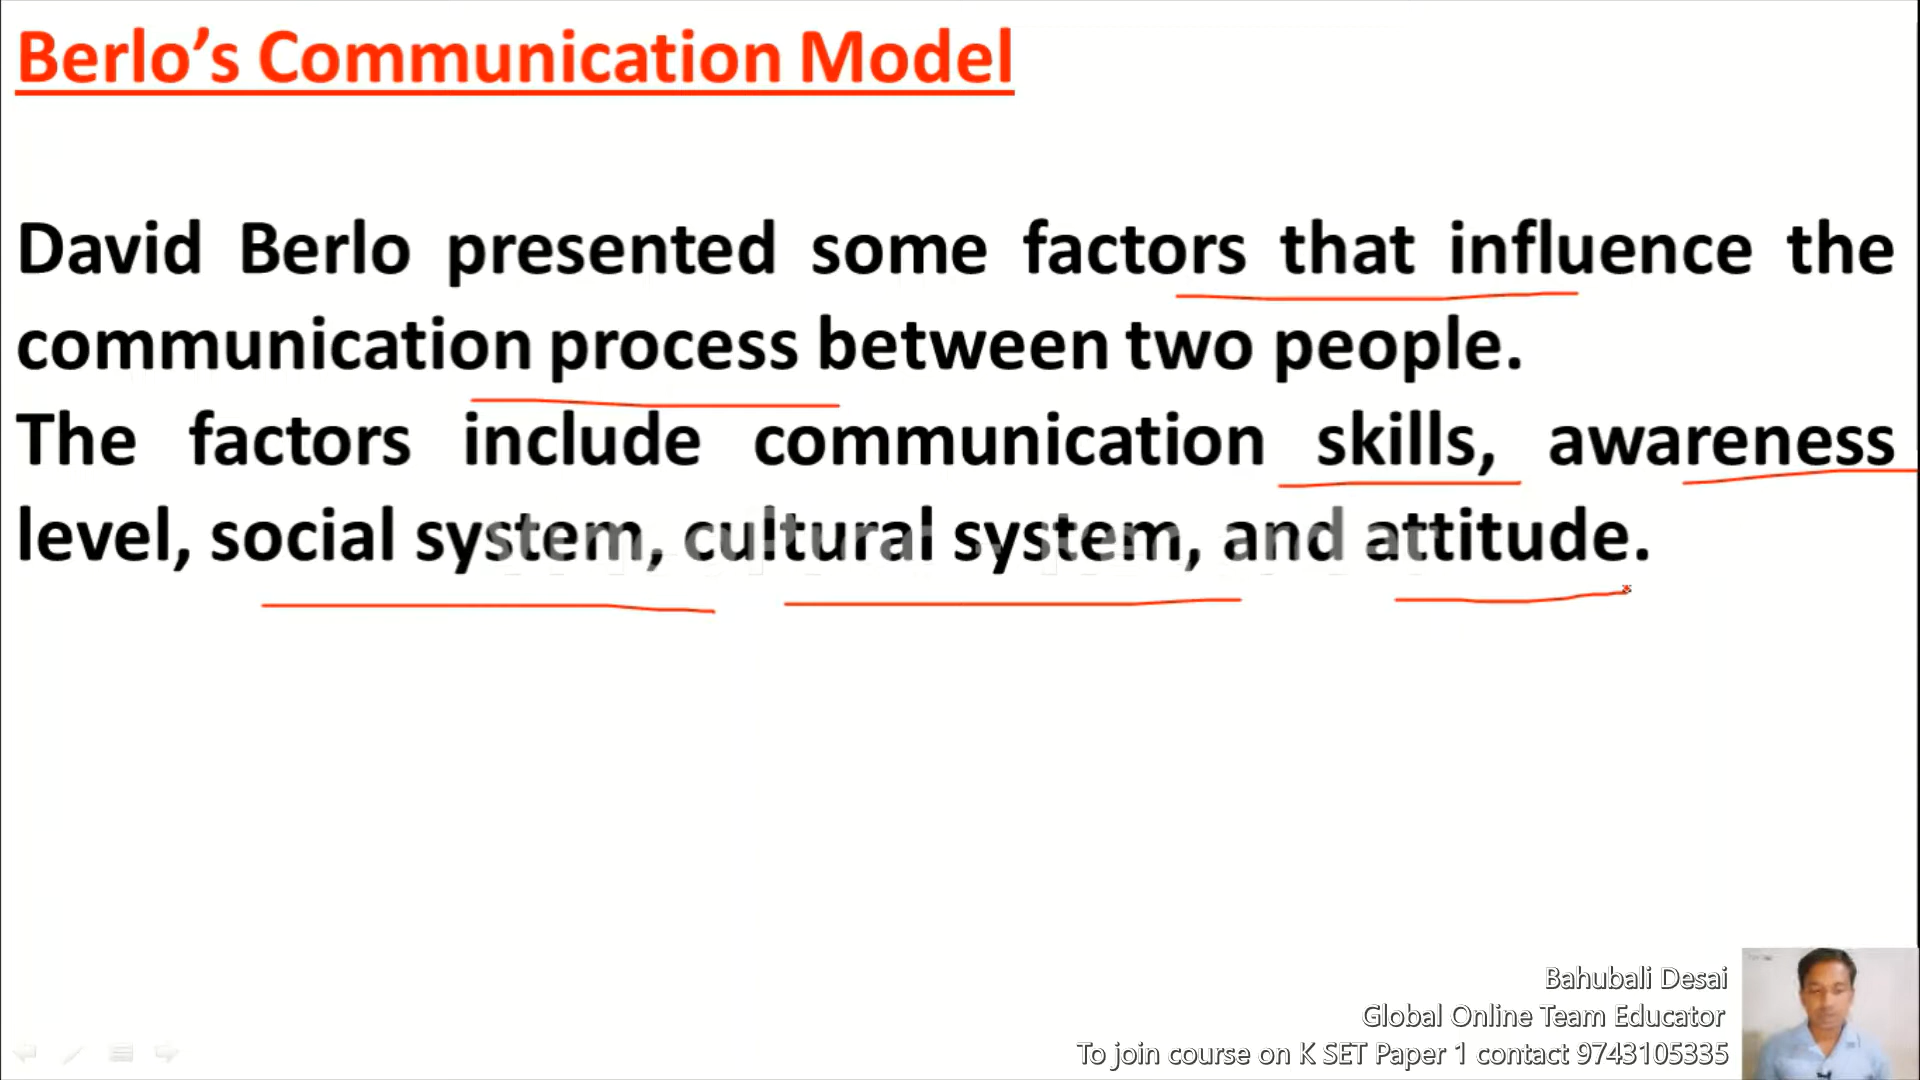 Berlo’s Communication Model
David Berlo presented some factors that influence the
communication process between two people.
The factors include communication skills, awareness
level, social system, cultural system, and attitude.
Bahubali Desai
Global Online Team Educator
To join course on K SET Paper 1 contact 9743105335